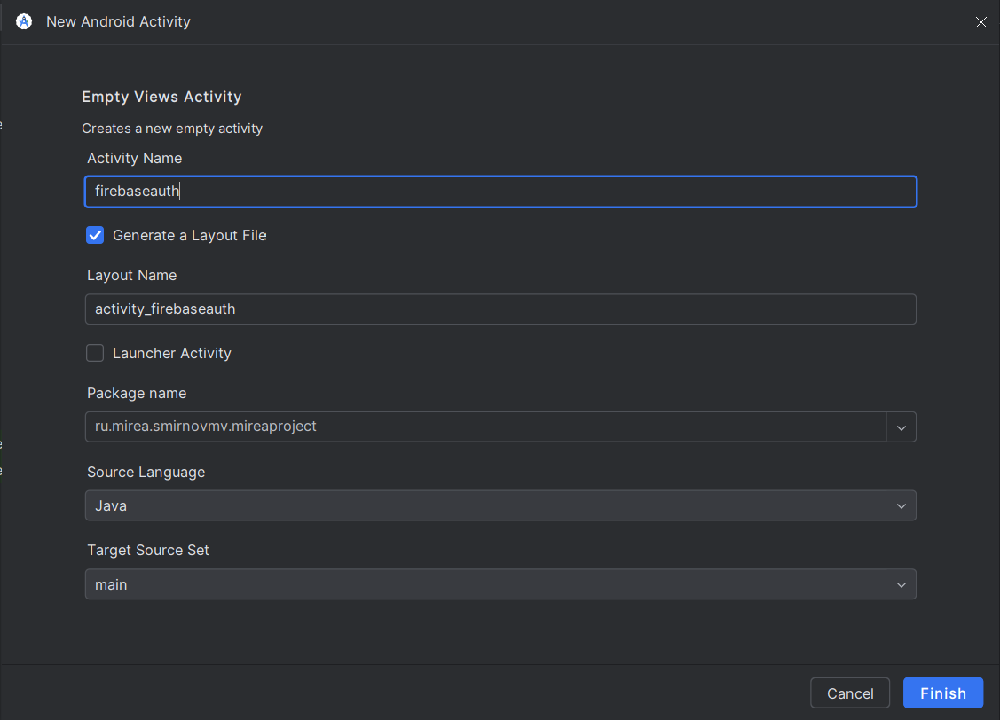 New Android Activity
Empty Views Activity
Creates a new empty activity
Activity Name
firebaseauth
Generate a Layout File
Layout Name
activity_firebaseauth
Launcher Activity
Package name
ru.mirea.smirnovmv.mireaproject
Source Language
Java
Target Source Set
main
Cancel
Finish